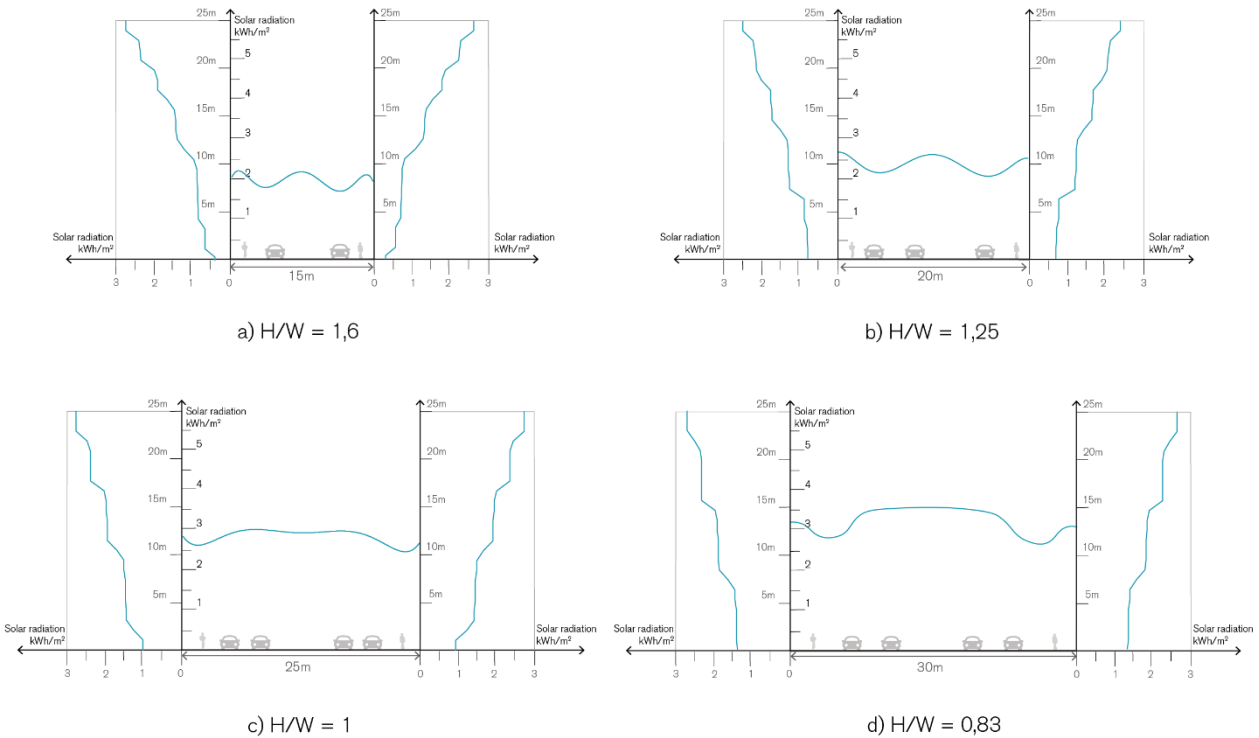 25m
Solar radiation
kWh/m²
25m
5
20m
20m
4
15m
15m
3
10m
10m
2
5m
5m
1
Solar radiation
kWh/m²
Solar radiation
kWh/m²
15m
3
2
1
0
0
1
2
3
a) H/W = 1,6
25m
Solar radiation
kWh/m²
25m
5
20m
20m
4
15m
15m
3
10m
10m
2
5m
5m
1
Solar radiation
kWh/m²
Solar radiation
kWh/m²
20m
3
2
1
0
0
1
2
3
b) H/W = 1,25
25m
Solar radiation
kWh/m²
25m
5
20m
20m
4
15m
15m
3
10m
10m
2
5m
5m
1
Solar radiation
kWh/m²
Solar radiation
kWh/m²
25m
3
2
1
0
0
1
2
3
c) H/W = 1
25m
Solar radiation
kWh/m²
25m
5
20m
20m
4
15m
15m
3
10m
10m
2
5m
5m
1
Solar radiation
kWh/m²
Solar radiation
kWh/m²
30m
3
2
1
0
0
1
2
3
d) H/W = 0,83